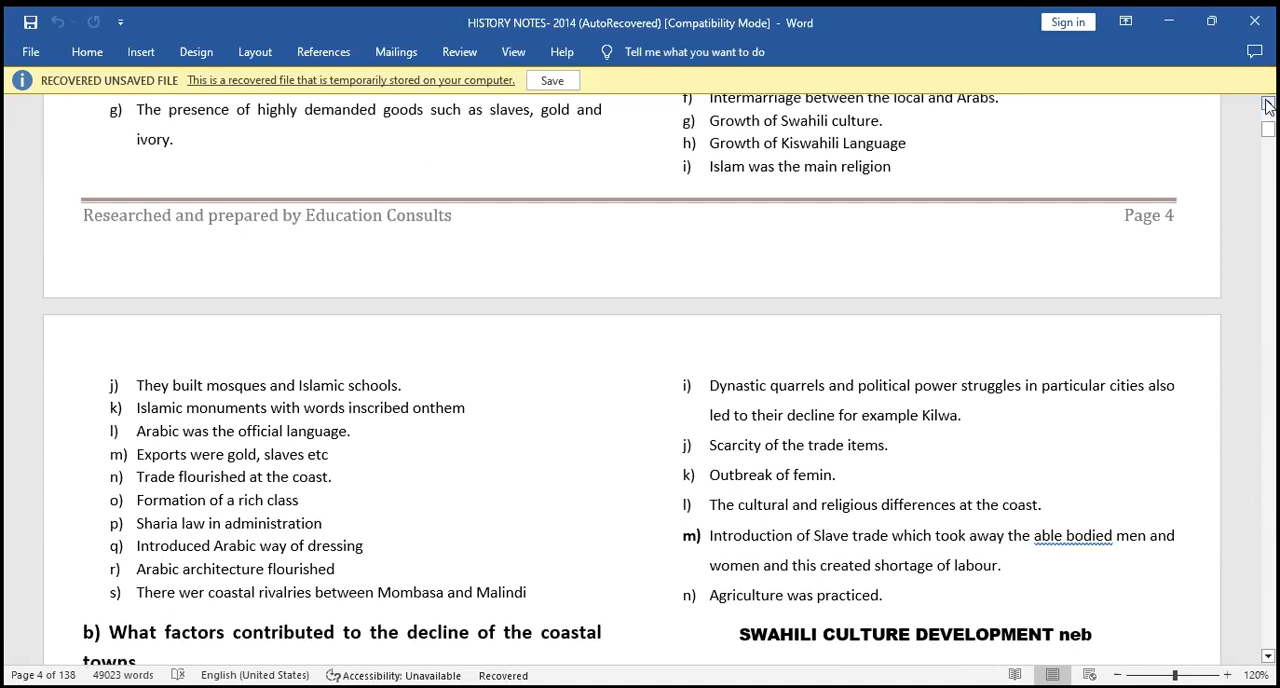 HISTORY NOTES- 2014 (AutoRecovered) [Compatibility Mode] - Word
Sign in
File Home Insert Design Layout References Mailings Review View Help Tell me what you want to do
RECOVERED UNSAVED FILE This is a recovered file that is temporarily stored on your computer. Save
g) The presence of highly demanded goods such as slaves, gold and
ivory.
f) Intermarriage between the local and Arabs.
g) Growth of Swahili culture.
h) Growth of Kiswahili Language
i) Islam was the main religion
Researched and prepared by Education Consults Page 4
j) They built mosques and Islamic schools.
k) Islamic monuments with words inscribed onthem
l) Arabic was the official language.
m) Exports were gold, slaves etc
n) Trade flourished at the coast.
o) Formation of a rich class
p) Sharia law in administration
q) Introduced Arabic way of dressing
r) Arabic architecture flourished
s) There wer coastal rivalries between Mombasa and Malindi
b) What factors contributed to the decline of the coastal
towns
i) Dynastic quarrels and political power struggles in particular cities also
led to their decline for example Kilwa.
j) Scarcity of the trade items.
k) Outbreak of femin.
l) The cultural and religious differences at the coast.
m) Introduction of Slave trade which took away the able bodied men and
women and this created shortage of labour.
n) Agriculture was practiced.
SWAHILI CULTURE DEVELOPMENT neb
Page 4 of 138 49023 words English (United States) Accessibility: Unavailable Recovered 120%